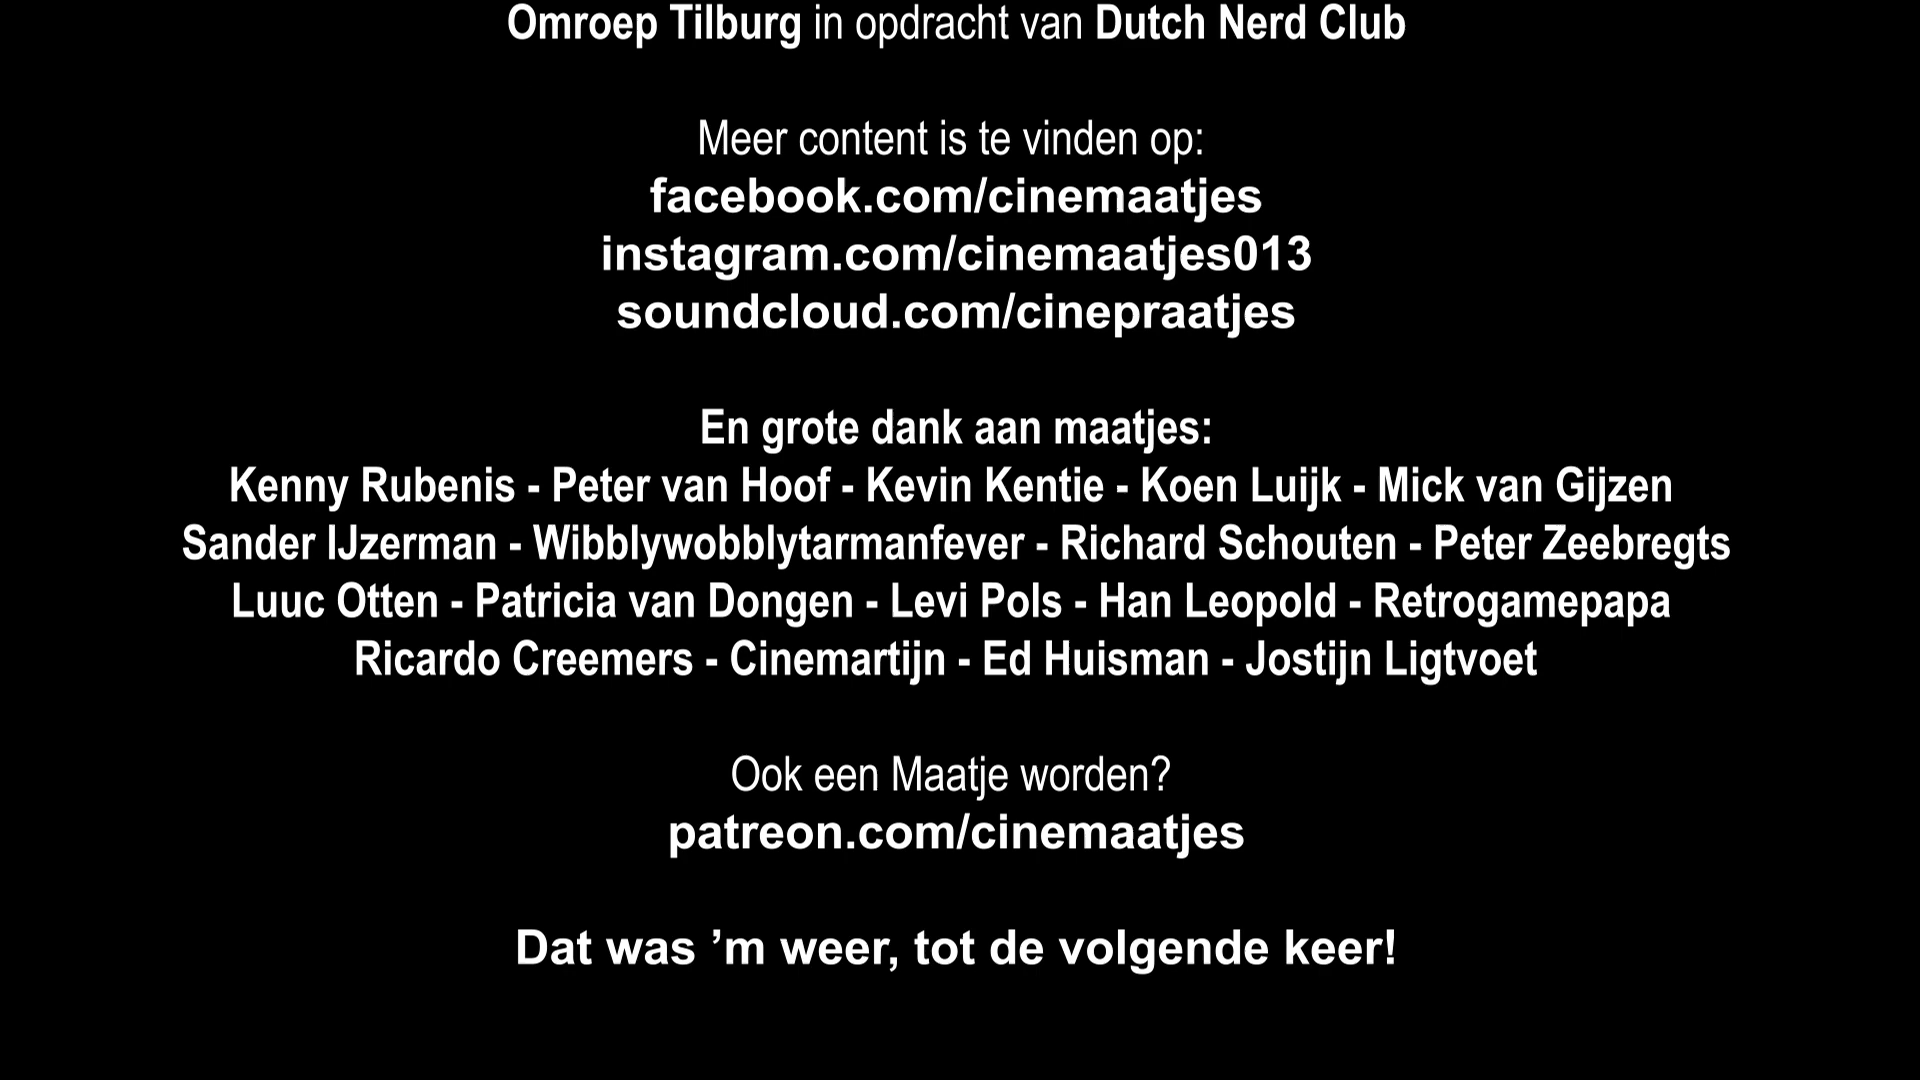 Omroep Tilburg in opdracht van Dutch Nerd Club
Meer content is te vinden op:
facebook.com/cinemaatjes
instagram.com/cinemaatjes013
soundcloud.com/cinepraatjes
En grote dank aan maatjes:
Kenny Rubenis - Peter van Hoof - Kevin Kentie - Koen Luijk - Mick van Gijzen
Sander IJzerman - Wibblywobblytarmanfever - Richard Schouten - Peter Zeebregts
Luuc Otten - Patricia van Dongen - Levi Pols - Han Leopold - Retrogamepapa
Ricardo Creemers - Cinemartijn - Ed Huisman - Jostijn Ligtvoet
Ook een Maatje worden?
patreon.com/cinemaatjes
Dat was ’m weer, tot de volgende keer!